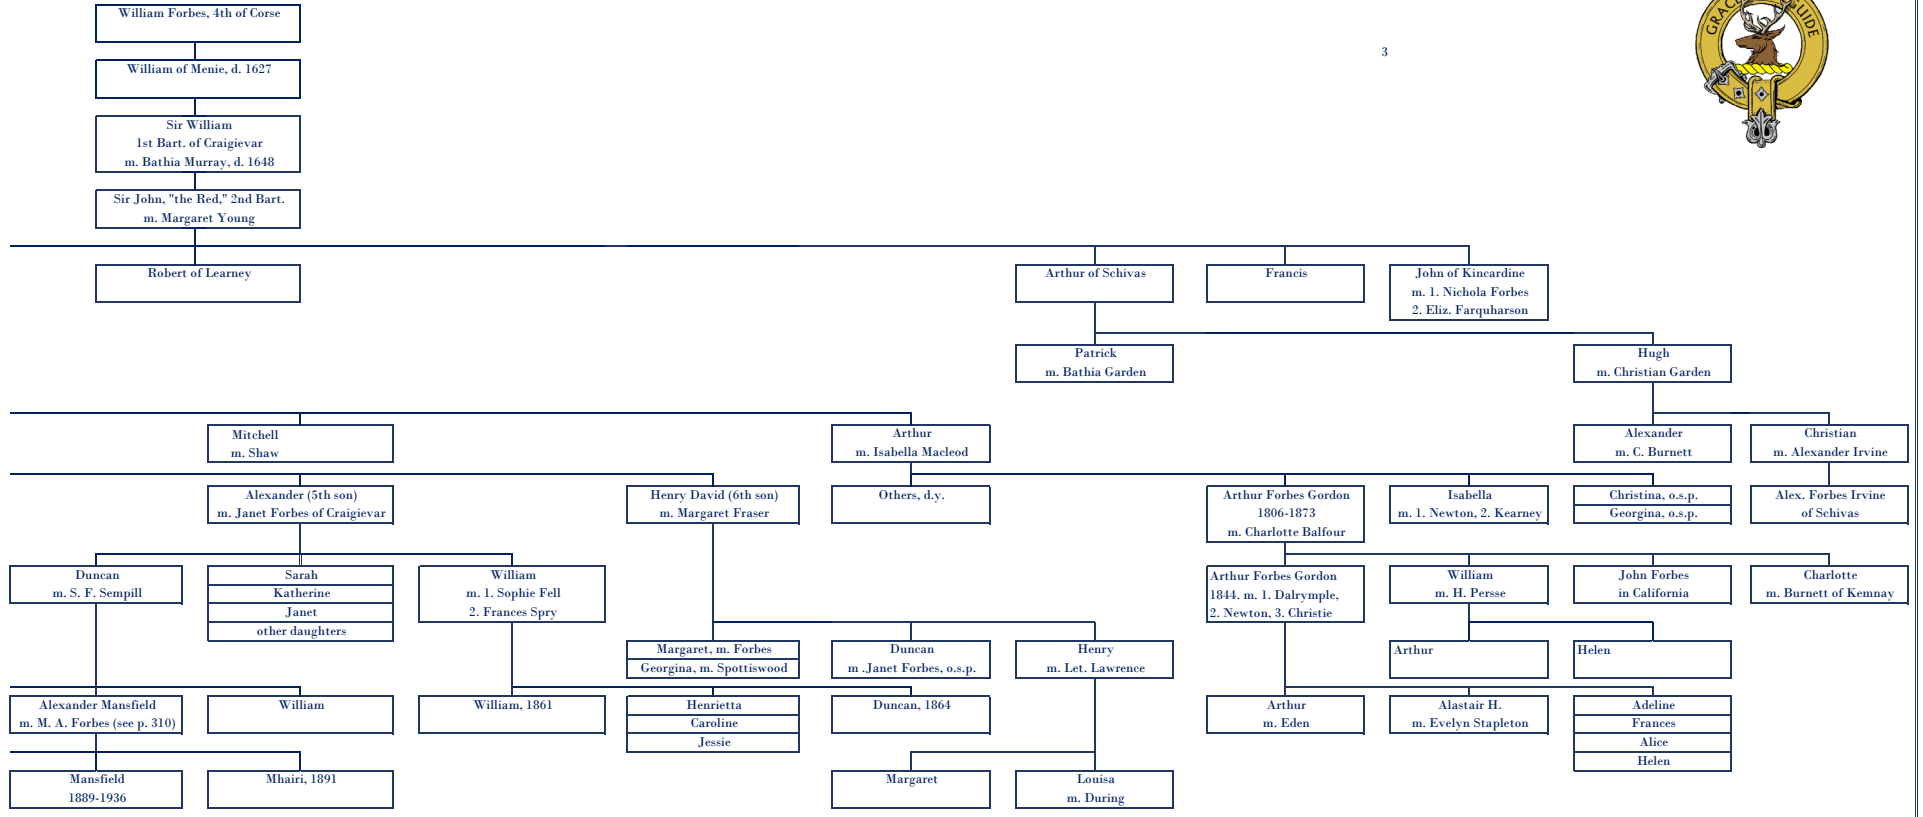 William Forbes, 4th of Corse
GRACE GUIDE
3
William of Menie, d. 1627
Sir William
1st Bart. of Craigievar
m. Bathia Murray, d. 1648
Sir John, "the Red," 2nd Bart.
m. Margaret Young
Robert of Learney
Arthur of Schivas
Francis
John of Kincardine
m. 1. Nichola Forbes
2. Eliz. Farquharson
Patrick
m. Bathia Garden
Hugh
m. Christian Garden
Mitchell
m. Shaw
Arthur
m. Isabella Macleod
Alexander
m. C. Burnett
Christian
m. Alexander Irvine
Alexander (5th son)
m. Janet Forbes of Craigievar
Henry David (6th son)
m. Margaret Fraser
Others, d.y.
Arthur Forbes Gordon
1806-1873
m. Charlotte Balfour
Isabella
m. 1. Newton, 2. Kearney
Christina, o.s.p.
Georgina, o.s.p.
Alex. Forbes Irvine
of Schivas
Duncan
m. S. F. Sempill
Sarah
Katherine
Janet
other daughters
William
m. 1. Sophie Fell
2. Frances Spry
Arthur Forbes Gordon
1844. m. 1. Dalrymple,
2. Newton, 3. Christie
William
m. H. Persse
John Forbes
in California
Charlotte
m. Burnett of Kemnay
Margaret, m. Forbes
Georgina, m. Spottiswood
Duncan
m .Janet Forbes, o.s.p.
Henry
m. Let. Lawrence
Arthur
Helen
Alexander Mansfield
m. M. A. Forbes (see p. 310)
William
William, 1861
Henrietta
Caroline
Jessie
Duncan, 1864
Arthur
m. Eden
Alastair H.
m. Evelyn Stapleton
Adeline
Frances
Alice
Helen
Mansfield
1889-1936
Mhairi, 1891
Margaret
Louisa
m. During